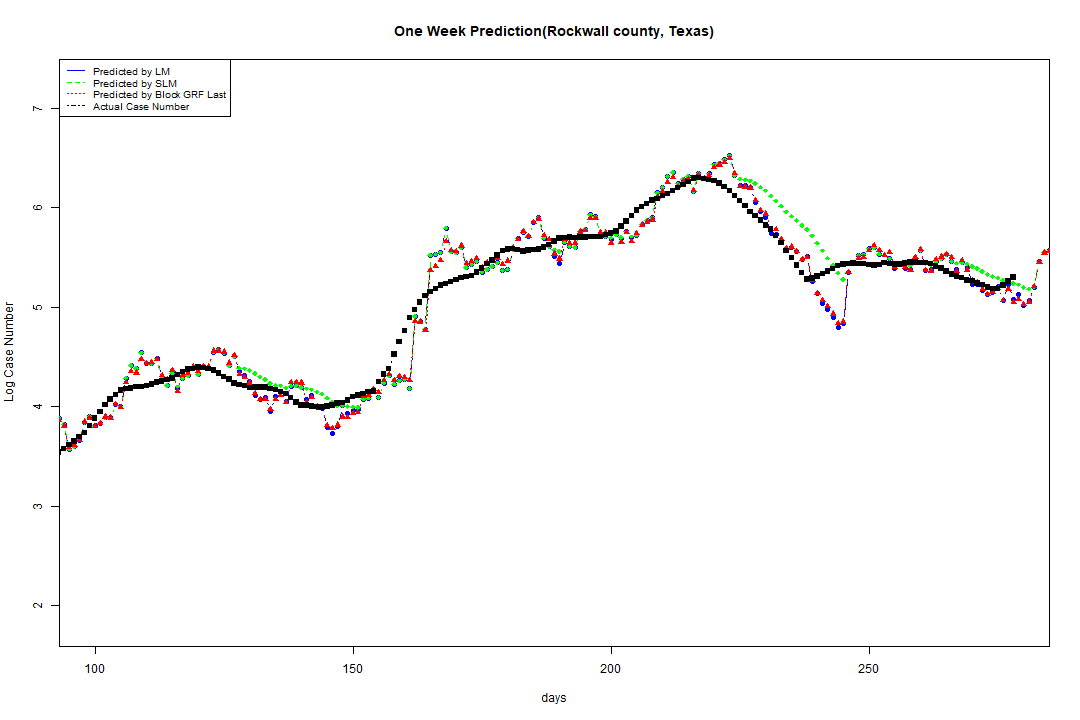 One Week Prediction(Rockwall county, Texas)
Predicted by LM
Predicted by SLM
Predicted by Block GRF Last
Actual Case Number
7
6
5
4
3
2
Log Case Number
100 150 200 250
days